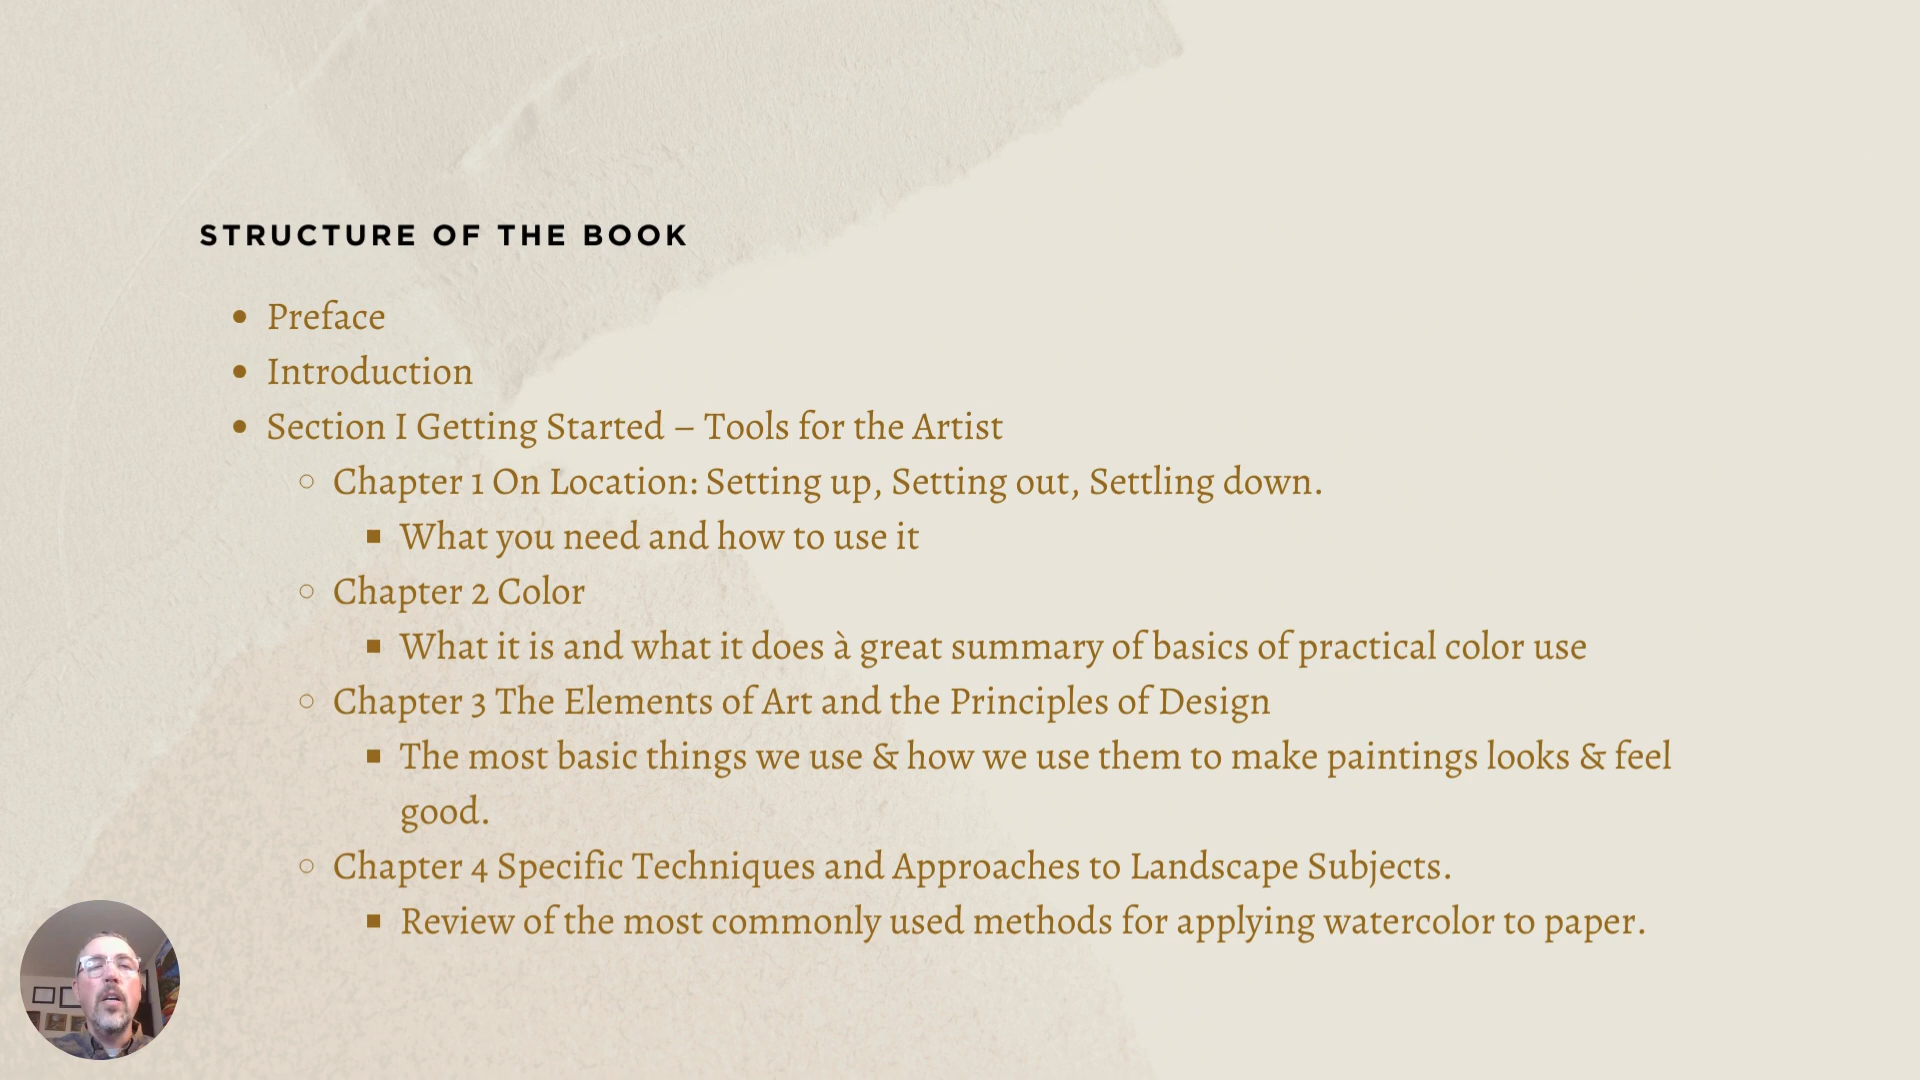 STRUCTURE OF THE BOOK
Preface
Introduction
Section I Getting Started – Tools for the Artist
Chapter 1 On Location: Setting up, Setting out, Settling down.
What you need and how to use it
Chapter 2 Color
What it is and what it does à great summary of basics of practical color use
Chapter 3 The Elements of Art and the Principles of Design
The most basic things we use & how we use them to make paintings looks & feel
good.
Chapter 4 Specific Techniques and Approaches to Landscape Subjects.
Review of the most commonly used methods for applying watercolor to paper.